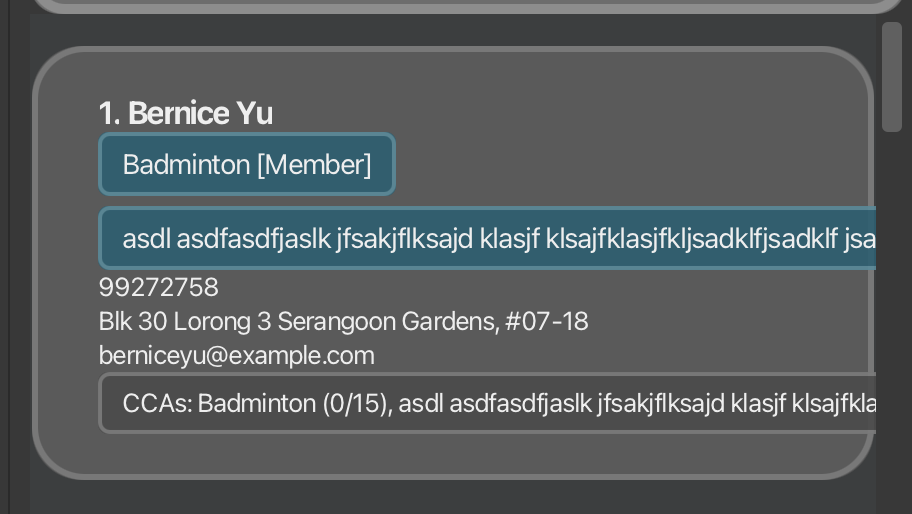 1. Bernice Yu
Badminton [Member]
asdl asdfasdfjaslk jfsakjflksajd klasjf klsajfklasjfkljsadklfjsadklf jsa
99272758
Blk 30 Lorong 3 Serangoon Gardens, #07-18
berniceyu@example.com
CCAs: Badminton (0/15), asdl asdfasdfjaslk jfsakjflksajd klasjf klsajfkla